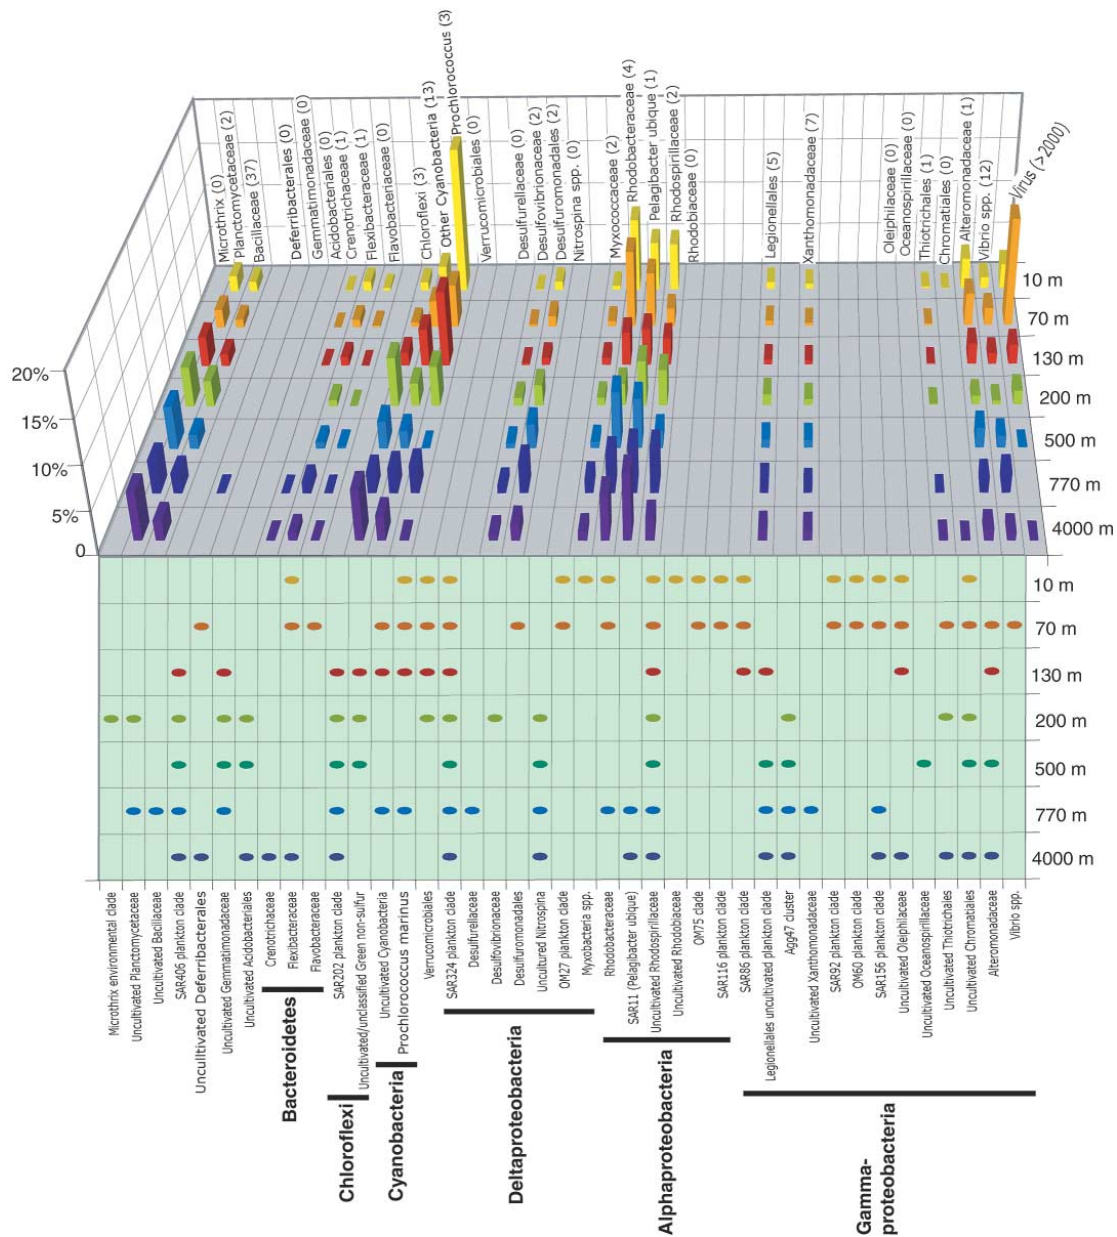 Microthrix (0)
Planctomycetaceae (2)
Bacillaceae (37)
Deferribacterales (0)
Gemmatimonadaceae (0)
Acidobacteriales (0)
Crenotrichaceae (1)
Flexibacteraceae (1)
Flavobacteriaceae (0)
Chloroflexi (3)
Other Cyanobacteria (13)
Prochlorococcus (3)
Verrucomicrobiales (0)
Desulfurellaceae (0)
Desulfovibrionaceae (2)
Desulfuromonadales (2)
Nitrospina spp. (0)
Myxococcaceae (2)
Rhodobacteraceae (4)
Pelagibacter ubique (1)
Rhodospirillaceae (2)
Rhodobiaceae (0)
Legionellales (5)
Xanthomonadaceae (7)
Oleiphilaceae (0)
Oceanospirillaceae (0)
Thiotrichales (1)
Chromatiales (0)
Alteromonadaceae (1)
Vibrio spp. (12)
Virus (>2000)
20%
15%
10%
5%
0
10 m
70 m
130 m
200 m
500 m
770 m
4000 m
10 m
70 m
130 m
200 m
500 m
770 m
4000 m
Microthrix environmental clade
Uncultivated Planctomycetaceae
Uncultivated Bacillaceae
SAR406 plankton clade
Uncultivated Deferribacterales
Uncultivated Gemmatimonadaceae
Uncultivated Acidobacteriales
Crenotrichaceae
Flexibacteraceae
Flavobacteraceae
SAR202 plankton clade
Uncultivated/unclassified Green non-sulfur
Uncultivated Cyanobacteria
Prochlorococcus marinus
Verrucomicrobiales
SAR324 plankton clade
Desulfurellaceae
Desulfovibrionaceae
Desulfuromonadales
Uncultured Nitrospina
OM27 plankton clade
Myxobacteria spp.
Rhodobacteraceae
SAR11 (Pelagibacter ubique)
Uncultivated Rhodospirillaceae
Uncultivated Rhodobiaceae
OM75 clade
SAR116 plankton clade
SAR86 plankton clade
Legionellales uncultivated plankton clade
Agg47 cluster
Uncultivated Xanthomonadaceae
SAR92 plankton clade
OM60 plankton clade
SAR156 plankton clade
Uncultivated Oleiphilaceae
Uncultivated Oceanospirillaceae
Uncultivated Thiotrichales
Uncultivated Chromatiales
Alteromonadaceae
Vibrio spp.
Bacteroidetes
Chloroflexi
Cyanobacteria
Deltaproteobacteria
Alphaproteobacteria
Gamma-
proteobacteria